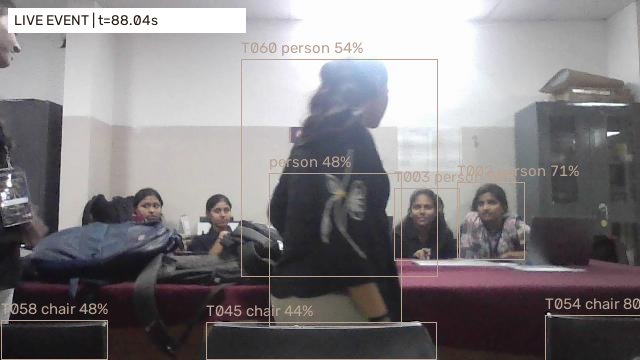 LIVE EVENT | t=88.04s
T060 person 54%
person 48%
T003 person
person 71%
T058 chair 48%
T045 chair 44%
T054 chair 80